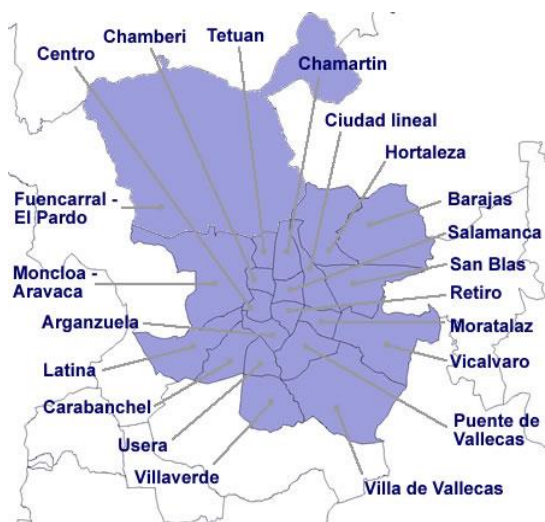 Tetuan
Chamberi
Centro
Chamartin
Ciudad lineal
Hortaleza
Fuencarral -
El Pardo
Barajas
Salamanca
Moncloa -
Aravaca
San Blas
Retiro
Arganzuela
Moratalaz
Latina
Vicalvaro
Carabanchel
Puente de
Vallecas
Usera
Villaverde
Villa de Vallecas